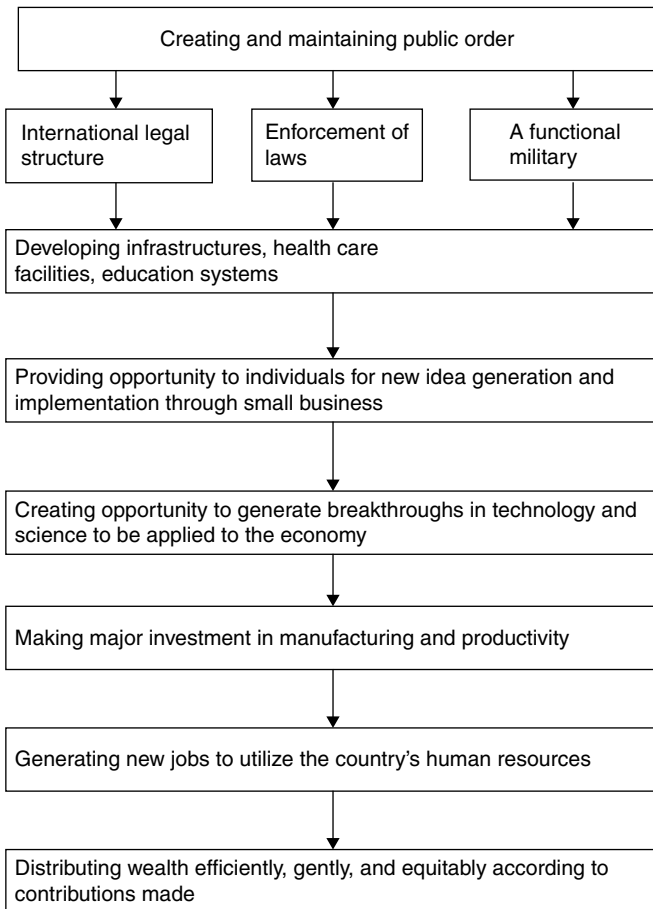 Creating and maintaining public order
International legal
structure
Enforcement of
laws
A functional
military
Developing infrastructures, health care
facilities, education systems
Providing opportunity to individuals for new idea generation and
implementation through small business
Creating opportunity to generate breakthroughs in technology and
science to be applied to the economy
Making major investment in manufacturing and productivity
Generating new jobs to utilize the country’s human resources
Distributing wealth efficiently, gently, and equitably according to
contributions made